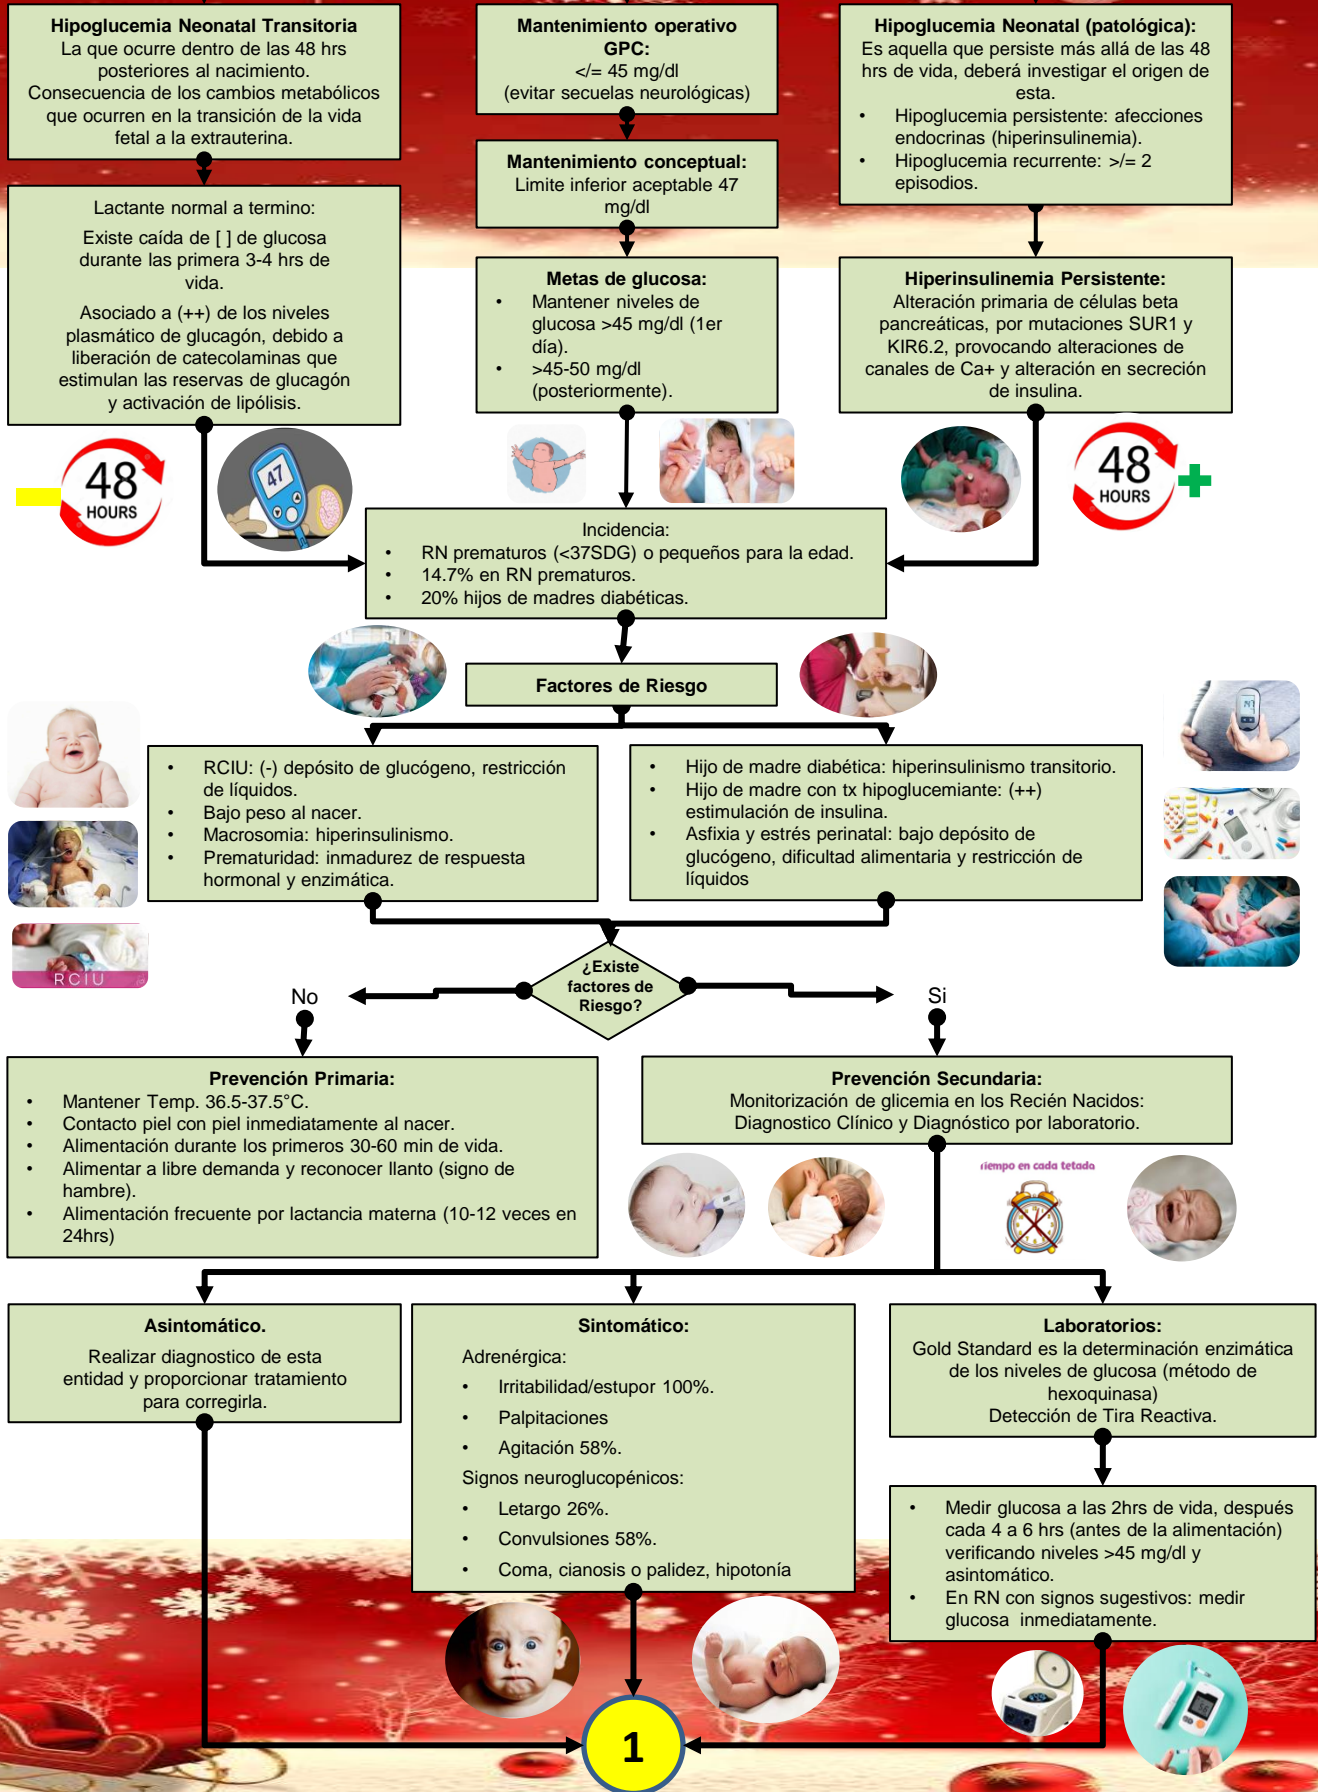 Hipoglucemia Neonatal Transitoria
La que ocurre dentro de las 48 hrs
posteriores al nacimiento.
Consecuencia de los cambios metabólicos
que ocurren en la transición de la vida
fetal a la extrauterina.
Mantenimiento operativo
GPC:
</= 45 mg/dl
(evitar secuelas neurológicas)
Hipoglucemia Neonatal (patológica):
Es aquella que persiste más allá de las 48
hrs de vida, deberá investigar el origen de
esta.
• Hipoglucemia persistente: afecciones
endocrinas (hiperinsulinemia).
• Hipoglucemia recurrente: >/= 2
episodios.
Mantenimiento conceptual:
Limite inferior aceptable 47
mg/dl
Lactante normal a termino:
Existe caída de [ ] de glucosa
durante las primera 3-4 hrs de
vida.
Asociado a (++) de los niveles
plasmático de glucagón, debido a
liberación de catecolaminas que
estimulan las reservas de glucagón
y activación de lipólisis.
Metas de glucosa:
• Mantener niveles de
glucosa >45 mg/dl (1er
día).
• >45-50 mg/dl
(posteriormente).
Hiperinsulinemia Persistente:
Alteración primaria de células beta
pancreáticas, por mutaciones SUR1 y
KIR6.2, provocando alteraciones de
canales de Ca+ y alteración en secreción
de insulina.
48
HOURS
47
48
HOURS
Incidencia:
• RN prematuros (<37SDG) o pequeños para la edad.
• 14.7% en RN prematuros.
• 20% hijos de madres diabéticas.
Factores de Riesgo
• RCIU: (-) depósito de glucógeno, restricción
de líquidos.
• Bajo peso al nacer.
• Macrosomia: hiperinsulinismo.
• Prematuridad: inmadurez de respuesta
hormonal y enzimática.
• Hijo de madre diabética: hiperinsulinismo transitorio.
• Hijo de madre con tx hipoglucemiante: (++)
estimulación de insulina.
• Asfixia y estrés perinatal: bajo depósito de
glucógeno, dificultad alimentaria y restricción de
líquidos
RCIU
¿Existe
factores de
Riesgo?
No
Si
Prevención Primaria:
• Mantener Temp. 36.5-37.5°C.
• Contacto piel con piel inmediatamente al nacer.
• Alimentación durante los primeros 30-60 min de vida.
• Alimentar a libre demanda y reconocer llanto (signo de
hambre).
• Alimentación frecuente por lactancia materna (10-12 veces en
24hrs)
Prevención Secundaria:
Monitorización de glicemia en los Recién Nacidos:
Diagnostico Clínico y Diagnóstico por laboratorio.
tiempo en cada tetada
Asintomático.
Realizar diagnostico de esta
entidad y proporcionar tratamiento
para corregirla.
Sintomático:
Adrenérgica:
• Irritabilidad/estupor 100%.
• Palpitaciones
• Agitación 58%.
Signos neuroglucopénicos:
• Letargo 26%.
• Convulsiones 58%.
• Coma, cianosis o palidez, hipotonía
Laboratorios:
Gold Standard es la determinación enzimática
de los niveles de glucosa (método de
hexoquinasa)
Detección de Tira Reactiva.
• Medir glucosa a las 2hrs de vida, después
cada 4 a 6 hrs (antes de la alimentación)
verificando niveles >45 mg/dl y
asintomático.
• En RN con signos sugestivos: medir
glucosa inmediatamente.
1